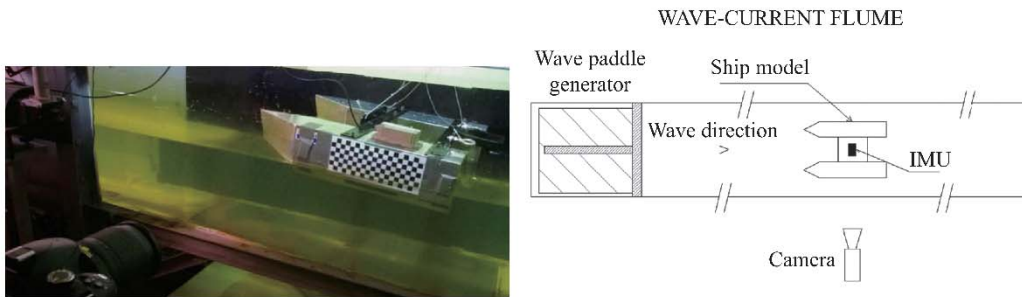 WAVE-CURRENT FLUME
Wave paddle
generator
Ship model
Wave direction
IMU
Camera